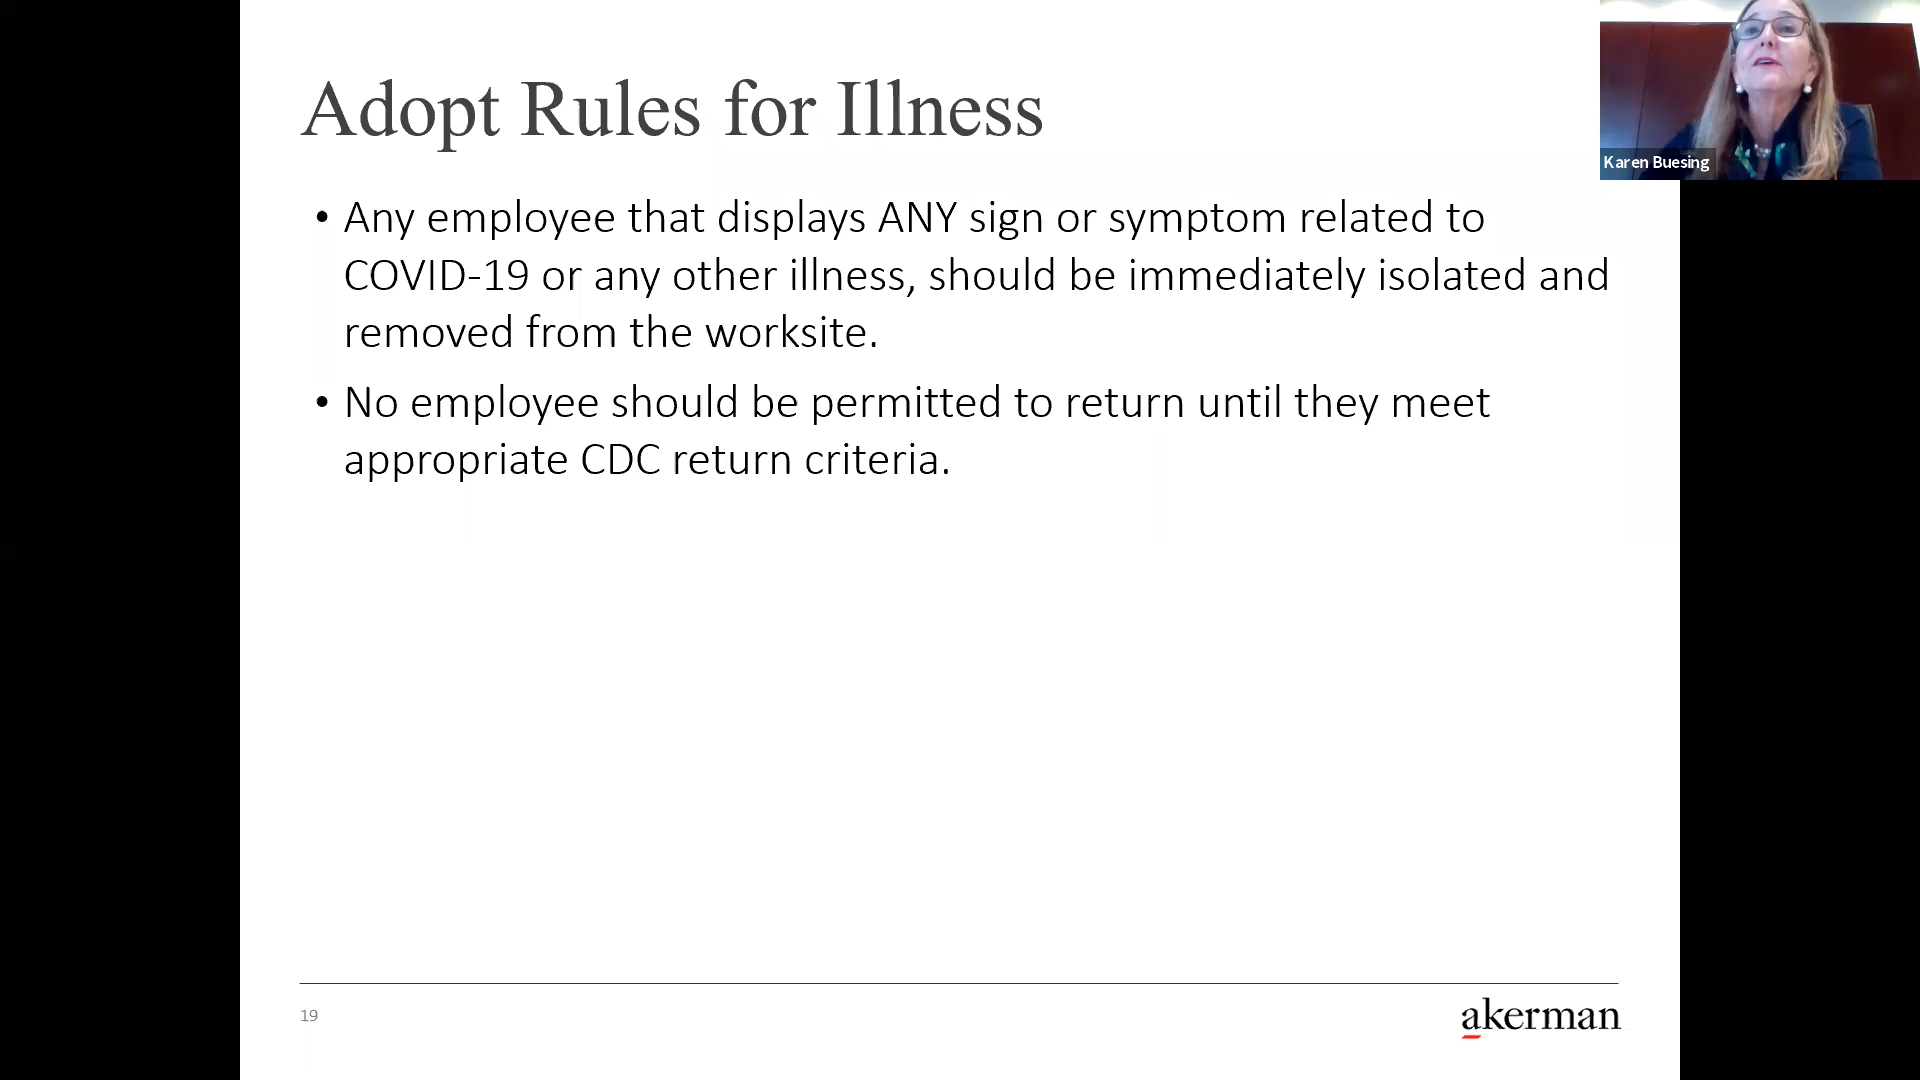 Adopt Rules for Illness
Karen Buesing
• Any employee that displays ANY sign or symptom related to
COVID-19 or any other illness, should be immediately isolated and
removed from the worksite.
• No employee should be permitted to return until they meet
appropriate CDC return criteria.
19
akerman